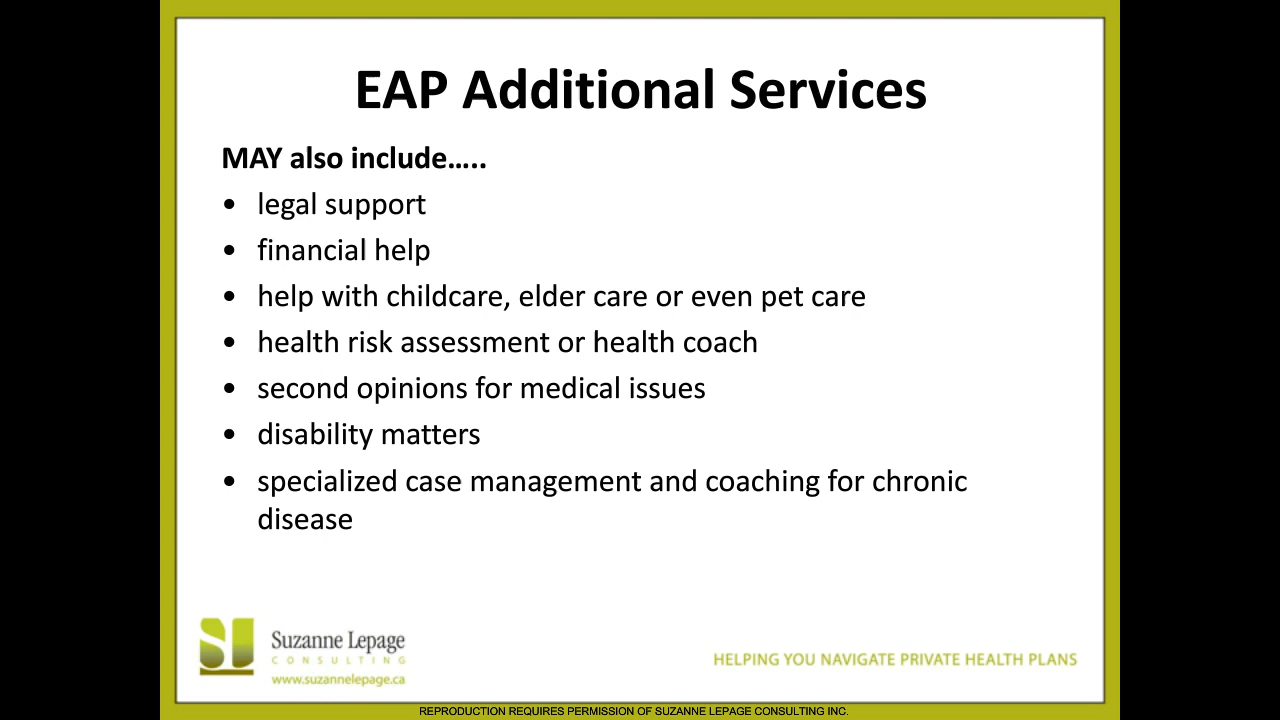 EAP Additional Services
MAY also include…..
• legal support
• financial help
• help with childcare, elder care or even pet care
• health risk assessment or health coach
• second opinions for medical issues
• disability matters
• specialized case management and coaching for chronic
disease
SL
Suzanne Lepage
CONSULTING
www.suzannelepage.ca
HELPING YOU NAVIGATE PRIVATE HEALTH PLANS
REPRODUCTION REQUIRES PERMISSION OF SUZANNE LEPAGE CONSULTING INC.